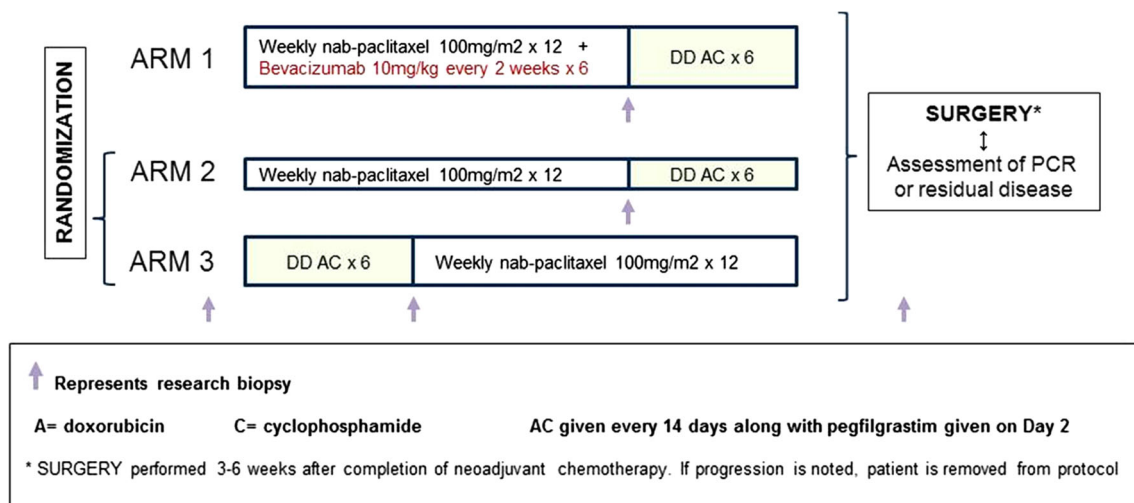 RANDOMIZATION
ARM 1
Weekly nab-paclitaxel 100mg/m2 x 12 +
Bevacizumab 10mg/kg every 2 weeks x 6
DD AC x 6
ARM 2
Weekly nab-paclitaxel 100mg/m2 x 12
DD AC x 6
ARM 3
DD AC x 6
Weekly nab-paclitaxel 100mg/m2 x 12
SURGERY*
Assessment of PCR
or residual disease
Represents research biopsy
A= doxorubicin C= cyclophosphamide AC given every 14 days along with pegfilgrastim given on Day 2
* SURGERY performed 3-6 weeks after completion of neoadjuvant chemotherapy. If progression is noted, patient is removed from protocol